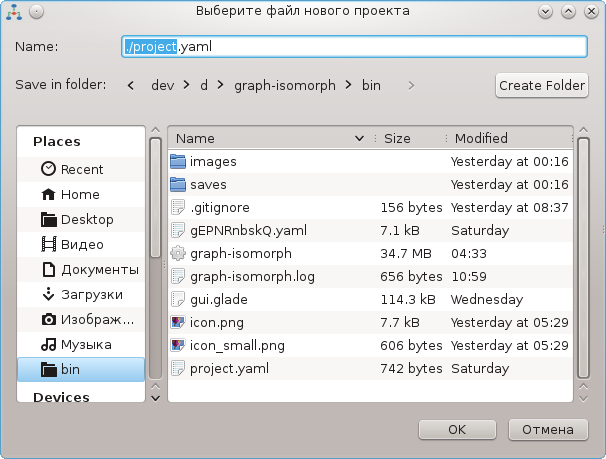 Выберите файл нового проекта
Name: ./project.yaml
Save in folder: dev d graph-isomorph bin Create Folder
Places
Recent
Home
Desktop
Видео
Документы
Загрузки
Изображ...
Музыка
bin
Devices
Name Size Modified
images Yesterday at 00:16
saves Yesterday at 00:16
.gitignore 156 bytes Yesterday at 08:37
gEPNRnbskQ.yaml 7.1 kB Saturday
graph-isomorph 34.7 MB 04:33
graph-isomorph.log 656 bytes 10:59
gui.glade 114.3 kB Wednesday
icon.png 7.7 kB Yesterday at 05:29
icon_small.png 606 bytes Yesterday at 05:29
project.yaml 742 bytes Saturday
OK Отмена